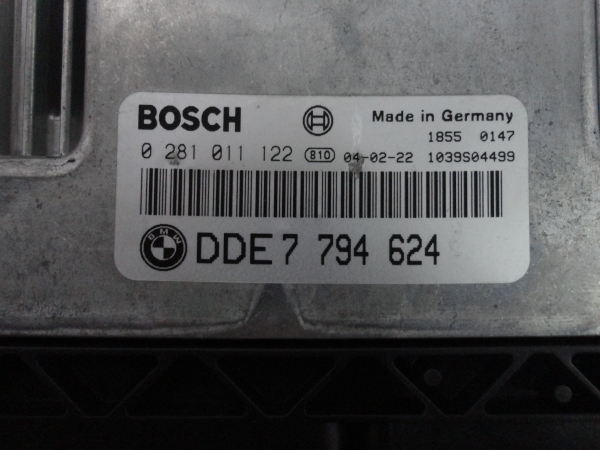 BOSCH
Made in Germany
1855 0147
0 281 011 122 810 04-02-22 1039S04499
BMW
DDE 7 794 624